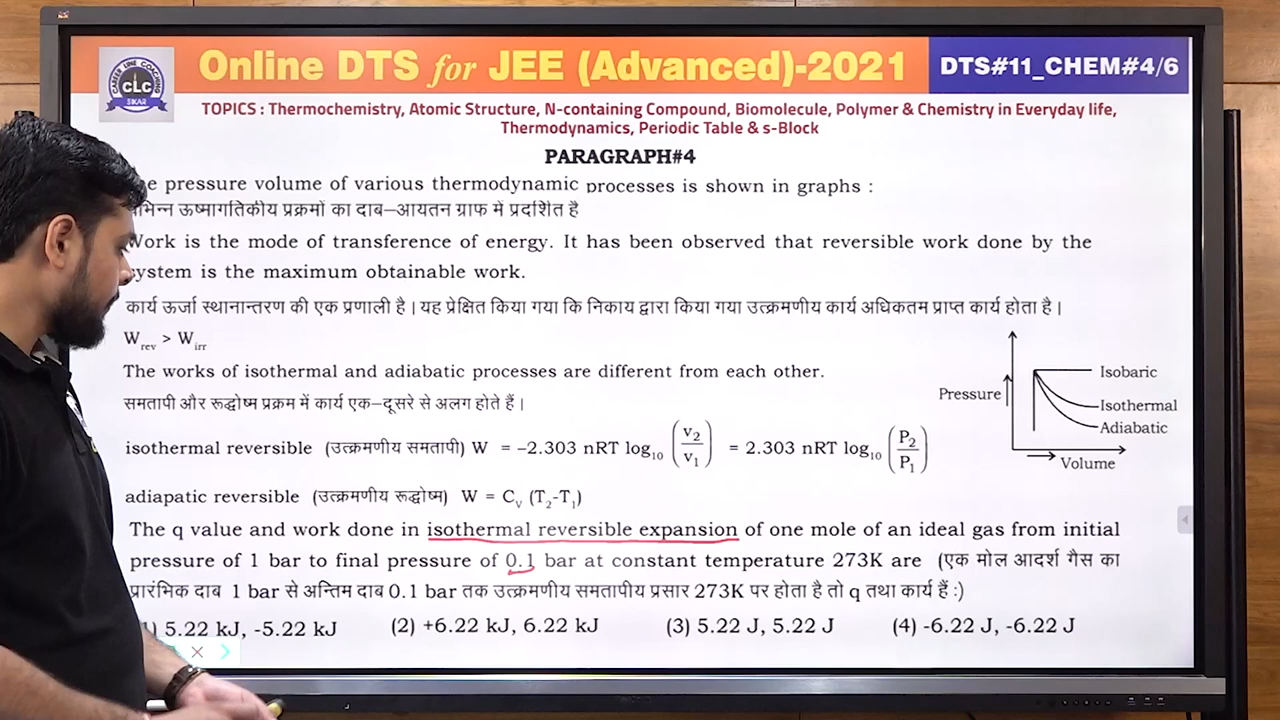 Online DTS for JEE (Advanced)-2021
DTS#11_CHEM#4/6
CAREER LINE COACHING
CLC
SIKAR
TOPICS : Thermochemistry, Atomic Structure, N-containing Compound, Biomolecule, Polymer & Chemistry in Everyday life,
Thermodynamics, Periodic Table & s-Block
PARAGRAPH#4
pressure volume of various thermodynamic processes is shown in graphs :
ऊष्मागतिकीय प्रक्रमों का दाब–आयतन ग्राफ में प्रदर्शित है
Work is the mode of transference of energy. It has been observed that reversible work done by the
system is the maximum obtainable work.
कार्य ऊर्जा स्थानान्तरण की एक प्रणाली है। यह प्रेक्षित किया गया कि निकाय द्वारा किया गया उत्क्रमणीय कार्य अधिकतम प्राप्त कार्य होता है।
W_rev > W_irr
The works of isothermal and adiabatic processes are different from each other.
समतापी और रूद्धोष्म प्रक्रम में कार्य एक–दूसरे से अलग होते हैं।
isothermal reversible (उत्क्रमणीय समतापी) W = –2.303 nRT log₁₀ (v₂/v₁) = 2.303 nRT log₁₀ (P₂/P₁)
adiapatic reversible (उत्क्रमणीय रूद्धोष्म) W = Cᵥ (T₂-T₁)
Pressure
Isobaric
Isothermal
Adiabatic
Volume
The q value and work done in isothermal reversible expansion of one mole of an ideal gas from initial
pressure of 1 bar to final pressure of 0.1 bar at constant temperature 273K are (एक मोल आदर्श गैस का
प्रारंभिक दाब 1 bar से अन्तिम दाब 0.1 bar तक उत्क्रमणीय समतापीय प्रसार 273K पर होता है तो q तथा कार्य हैं :)
1) 5.22 kJ, -5.22 kJ (2) +6.22 kJ, 6.22 kJ (3) 5.22 J, 5.22 J (4) -6.22 J, -6.22 J